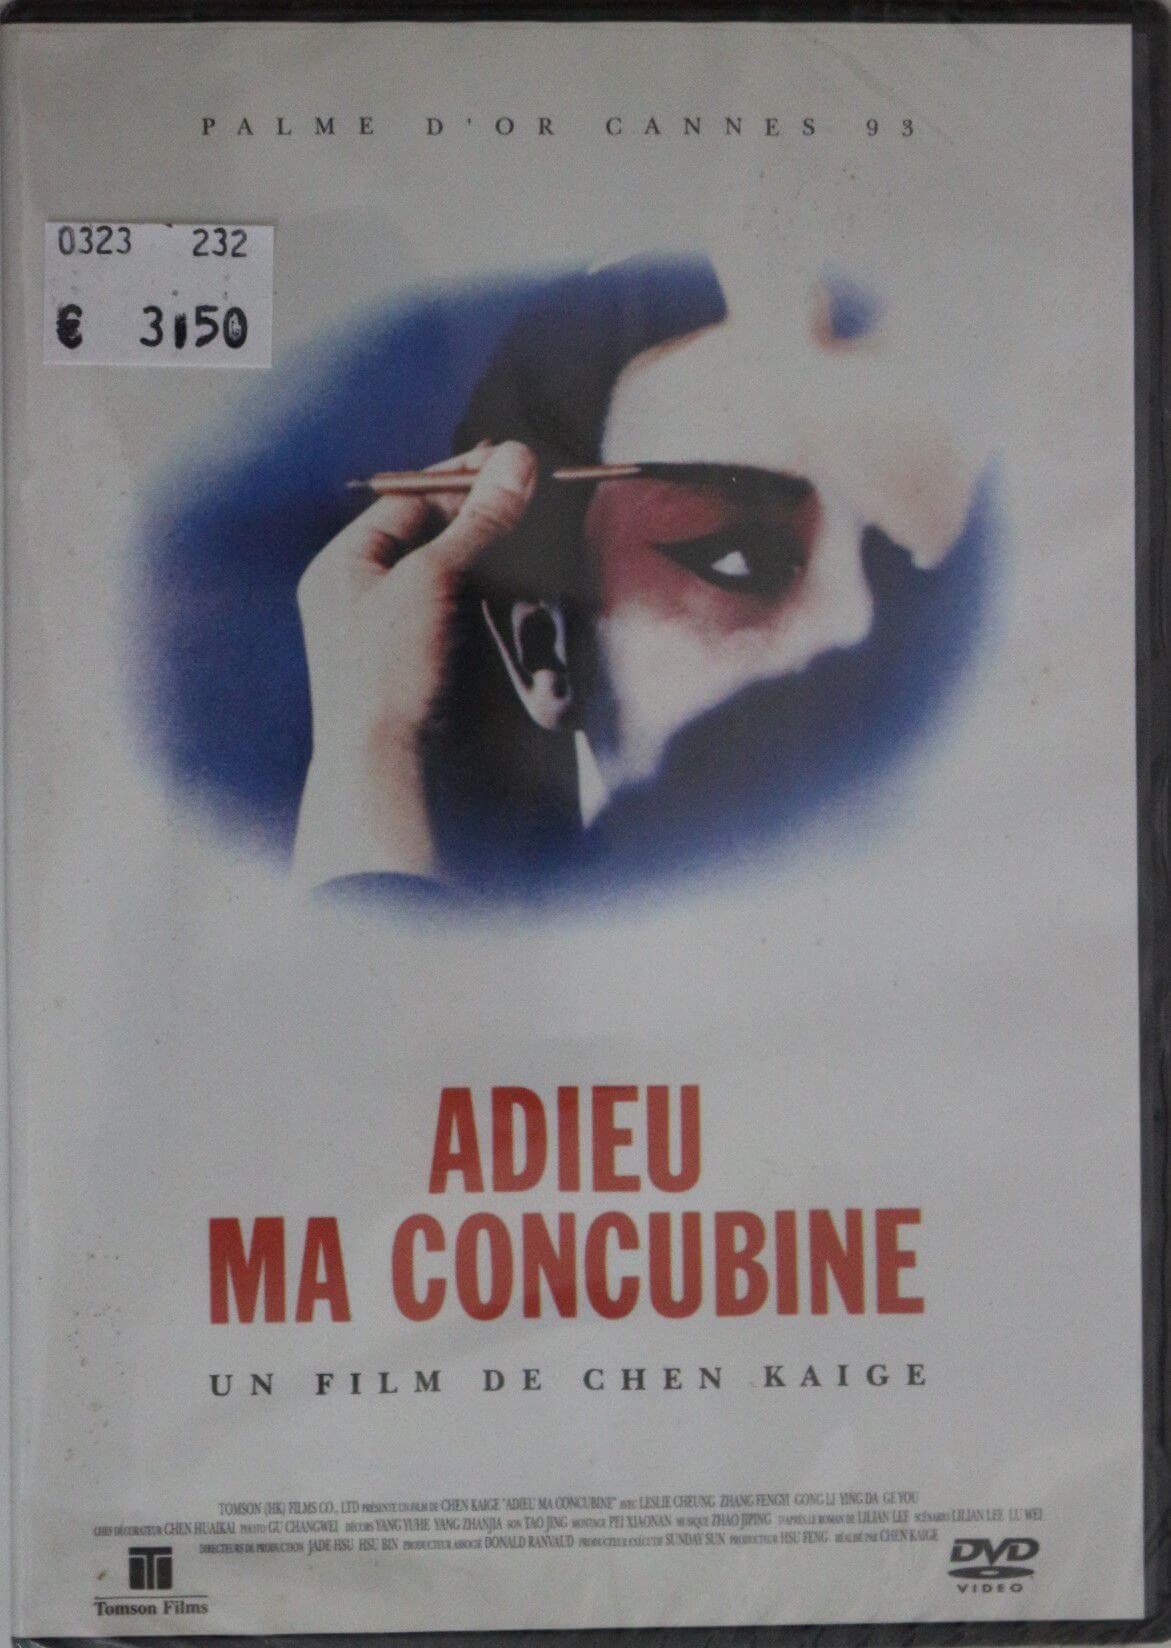 PALME D'OR CANNES 93
0323 232
€ 3.50
ADIEU
MA CONCUBINE
UN FILM DE CHEN KAIGE
TOMSON (HK) FILMS CO., LTD PRÉSENTE UN FILM DE CHEN KAIGE "ADIEU MA CONCUBINE" AVEC LESLIE CHEUNG ZHANG FENGYI GONG LI YING DA GE YOU
CHEF DÉCORATEUR CHEN HUAIKAI PHOTO GU CHANGWEI DÉCORS YANG YUHE YANG ZHANJIA SON TAO JING MONTAGE PEI XIAONAN MUSIQUE ZHAO JIPING D'APRÈS LE ROMAN DE LILIAN LEE SCÉNARIO LILIAN LEE LU WEI
DIRECTEURS DE PRODUCTION JADE HSU HSU BIN PRODUCTEUR ASSOCIÉ DONALD RANVAUD PRODUCTEUR EXÉCUTIF SUNDAY SUN PRODUCTEUR HSU FENG RÉALISÉ PAR CHEN KAIGE
Tomson Films
DVD
VIDEO